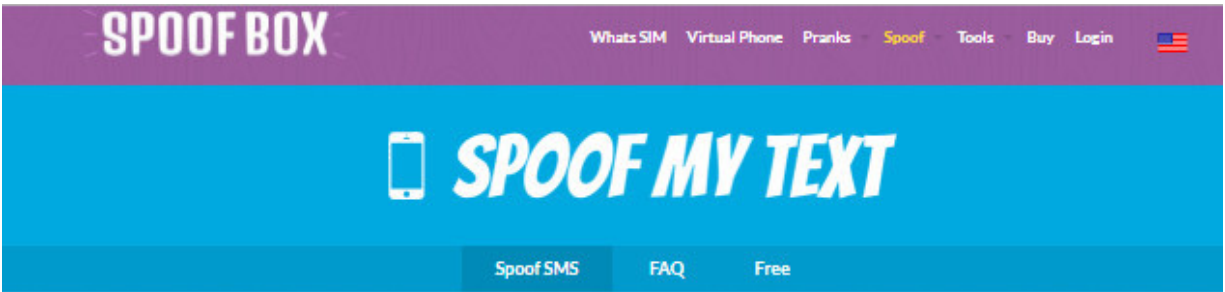 SPOOF BOX
Whats SIM Virtual Phone Pranks Spoof Tools Buy Login
SPOOF MY TEXT
Spoof SMS FAQ Free